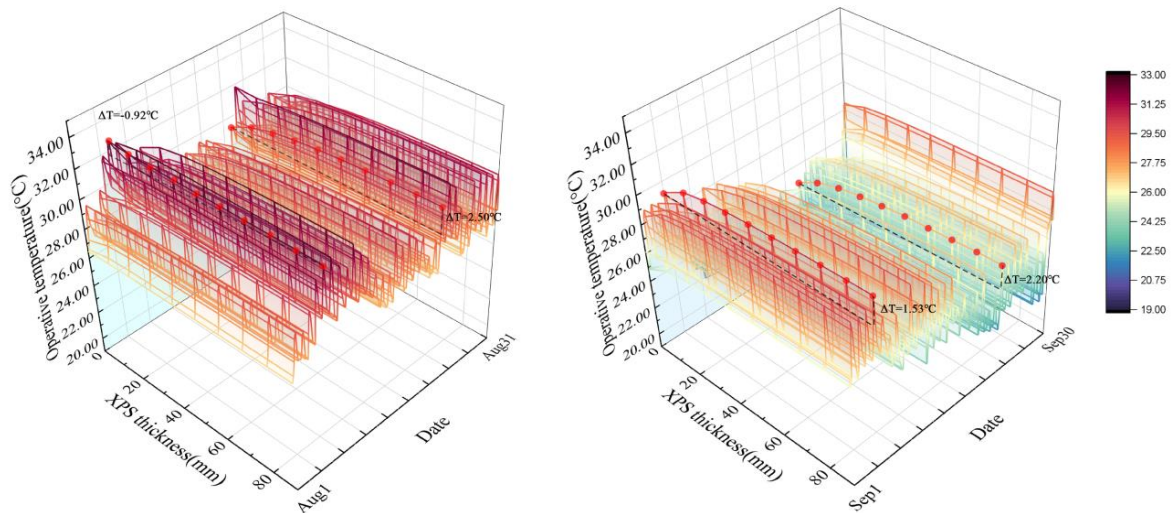 ΔT=-0.92℃
34.00
32.00
30.00
28.00
26.00
24.00
22.00
20.00
Operative temperature(℃)
ΔT=2.50℃
0
20
40
60
80
XPS thickness(mm)
Aug1
Aug31
Date
34.00
32.00
30.00
28.00
26.00
24.00
22.00
20.00
Operative temperature(℃)
ΔT=1.53℃
ΔT=2.20℃
0
20
40
60
80
XPS thickness(mm)
Sep1
Sep30
Date
33.00
31.25
29.50
27.75
26.00
24.25
22.50
20.75
19.00